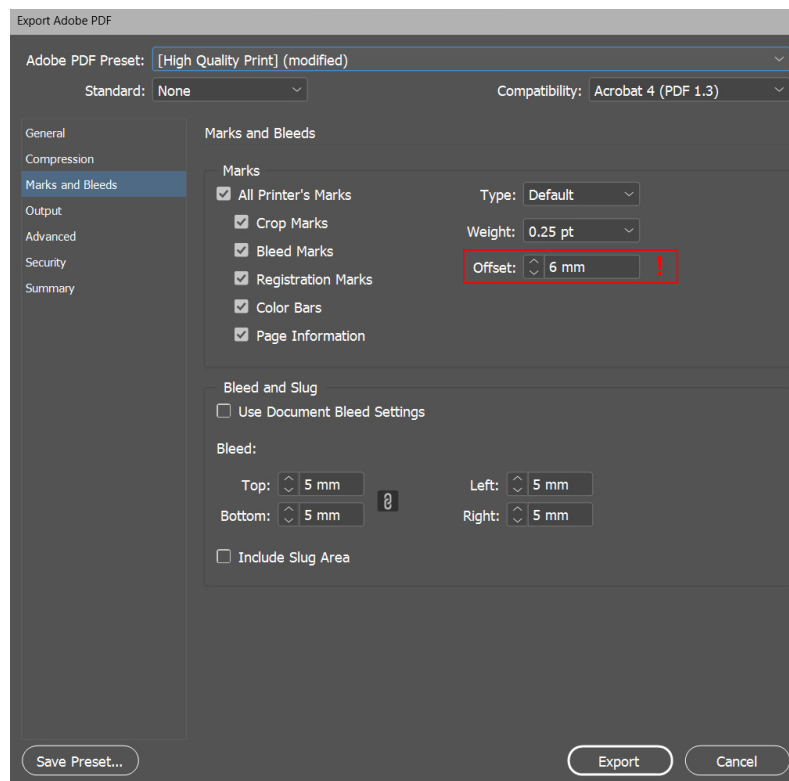 Export Adobe PDF
Adobe PDF Preset: [High Quality Print] (modified)
Standard: None Compatibility: Acrobat 4 (PDF 1.3)
General
Compression
Marks and Bleeds
Output
Advanced
Security
Summary
Marks and Bleeds
Marks
All Printer's Marks
Crop Marks
Bleed Marks
Registration Marks
Color Bars
Page Information
Type: Default
Weight: 0.25 pt
Offset: 6 mm !
Bleed and Slug
Use Document Bleed Settings
Bleed:
Top: 5 mm Left: 5 mm
Bottom: 5 mm Right: 5 mm
Include Slug Area
Save Preset... Export Cancel